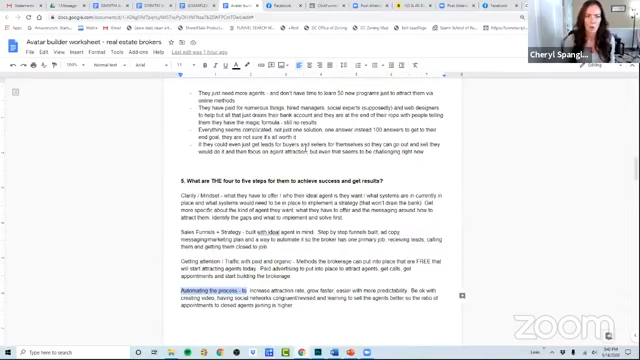 Statements
1 Message
Avatar builder
Facebook
Facebook
docs.google.com/documents/d/
Avatar builder worksheet - real estate brokers
File Edit View Insert Format Tools Add-ons Help
Last edit was 1 hour ago
100%
Normal text
Arial
11
Editing
Cheryl Spangl...
- They just need more agents - and don't have time to learn 50 new programs just to attract them via
online methods
- They have paid for numerous things, hired managers, social experts (supposedly) and web designers
to help but all that just drains their bank account and they are at the end of their rope with people telling
them they have the magic formula - still no results
- Everything seems complicated, not just one solution, one answer instead 100 answers to get to their
end goal, they are not sure it's all worth it
- If they could even just get leads for buyers and sellers for themselves so they can go out and sell they
would do it and then focus on agent attraction, but even that seems to be challenging right now
5. What are THE four to five steps for them to achieve success and get results?
Clarity / Mindset - what they have to offer / who their ideal agent is they want / what systems are in currently in
place and what systems would need to be in place to implement a strategy (that won't drain the bank) Get
more specific about the kind of agent they want, what they have to offer and the messaging around how to
attract them. Identify the gaps and what to implement and solve first.
Sales Funnels + Strategy - built with ideal agent in mind. Step by step funnels built, ad copy,
messaging/marketing plan and a way to automate it so the broker has one primary job, receiving leads, calling
them and getting them closed to join.
Getting attention / Traffic with paid and organic - Methods the brokerage can put into place that are FREE that
will start attracting agents today. Paid advertising to put into place to attract agents, get calls, get
appointments and start building the brokerage
Automating the process - to increase attraction rate, grow faster, easier with more predictability. Be ok with
creating video, having social networks congruent/revised and learning to sell the agents better so the ratio of
appointments to closed agents joining is higher
zoom